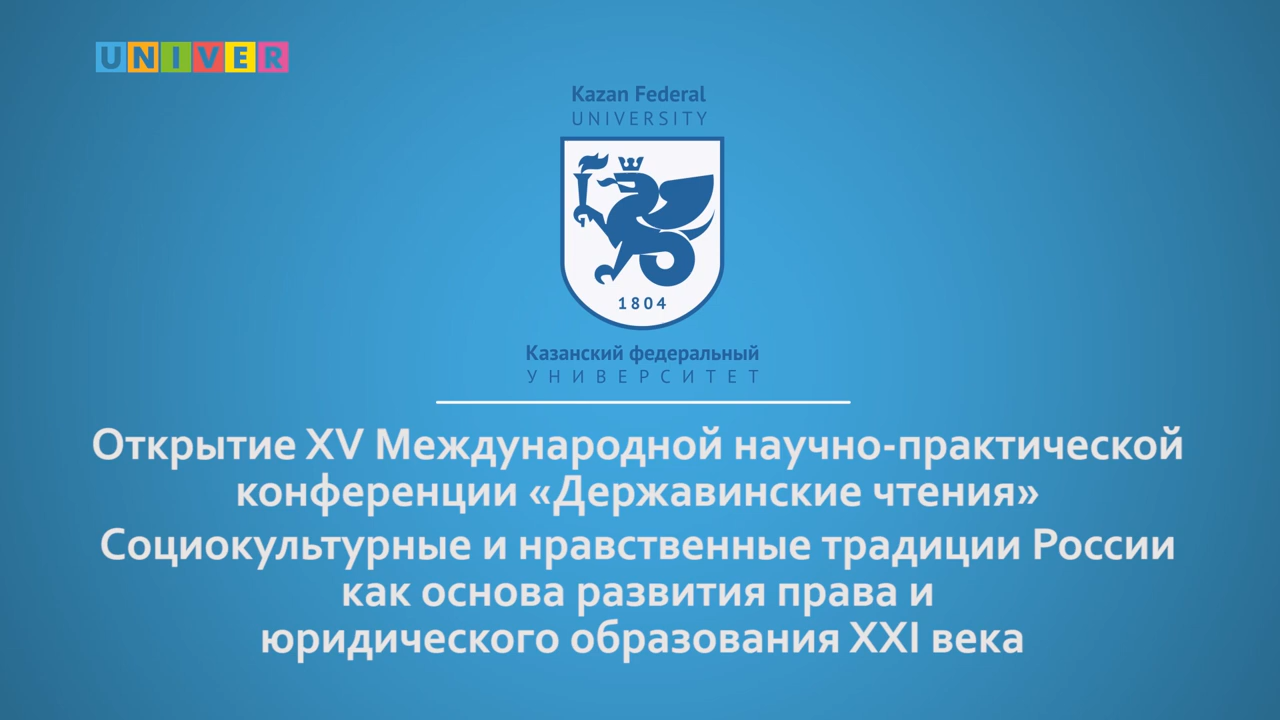 UNIVER
Kazan Federal
UNIVERSITY
1804
Казанский федеральный
УНИВЕРСИТЕТ
Открытие XV Международной научно-практической
конференции «Державинские чтения»
Социокультурные и нравственные традиции России
как основа развития права и
юридического образования XXI века